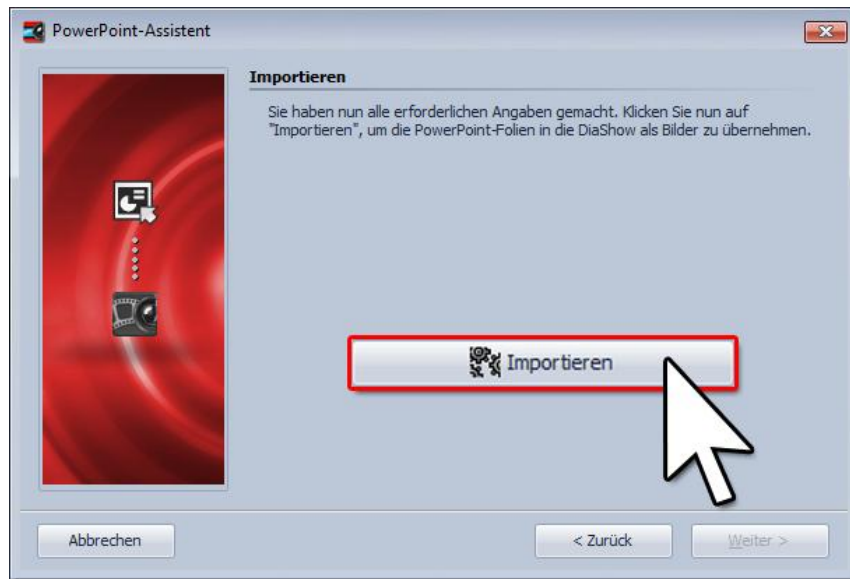 PowerPoint-Assistent
Importieren
Sie haben nun alle erforderlichen Angaben gemacht. Klicken Sie nun auf
"Importieren", um die PowerPoint-Folien in die DiaShow als Bilder zu übernehmen.
Importieren
Abbrechen
< Zurück
Weiter >